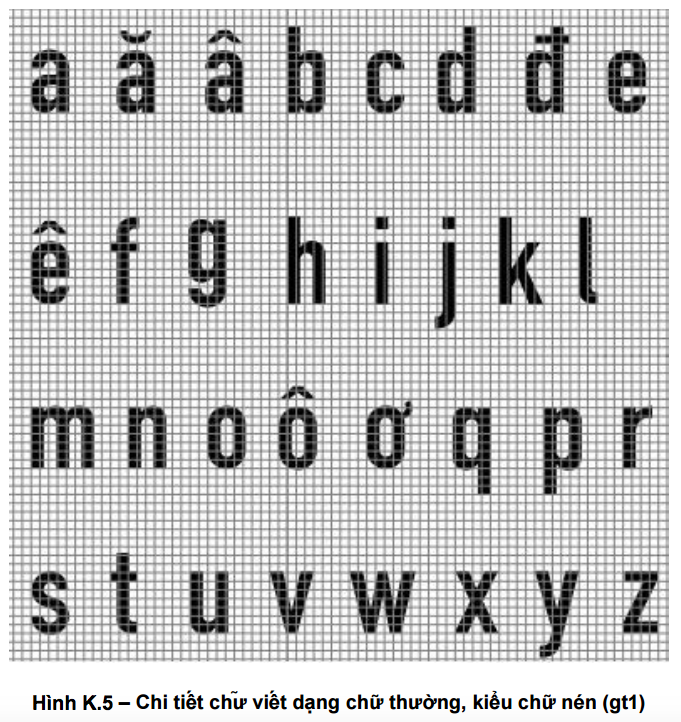 a ă â b c d đ e
ê f g h i j k l
m n o ô ơ q p r
s t u v w x y z
Hình K.5 – Chi tiết chữ viết dạng chữ thường, kiểu chữ nén (gt1)